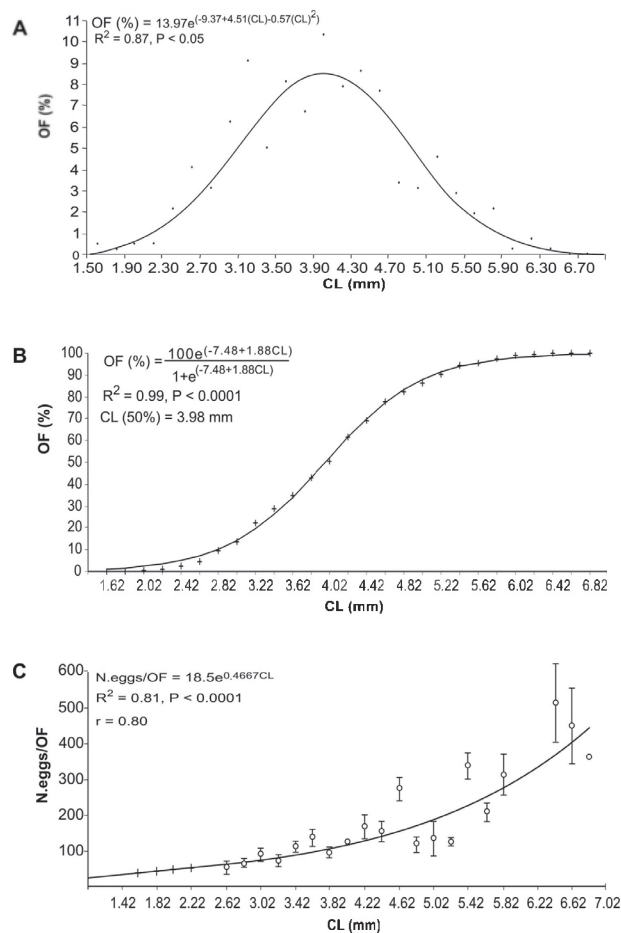 A
OF (%) = 13.97e(-9.37+4.51(CL)-0.57(CL)2)
R2 = 0.87, P < 0.05
11
10
9
8
7
6
5
4
3
2
1
0
OF (%)
1.50 1.90 2.30 2.70 3.10 3.50 3.90 4.30 4.70 5.10 5.50 5.90 6.30 6.70
CL (mm)
B
OF (%) = 100e(-7.48+1.88CL)
1+e(-7.48+1.88CL)
R2 = 0.99, P < 0.0001
CL (50%) = 3.98 mm
100
90
80
70
60
50
40
30
20
10
0
OF (%)
1.62 2.02 2.42 2.82 3.22 3.62 4.02 4.42 4.82 5.22 5.62 6.02 6.42 6.82
CL (mm)
C
N.eggs/OF = 18.5e0.4667CL
R2 = 0.81, P < 0.0001
r = 0.80
600
500
400
300
200
100
N.eggs/OF
1.42 1.82 2.22 2.62 3.02 3.42 3.82 4.22 4.62 5.02 5.42 5.82 6.22 6.62 7.02
CL (mm)